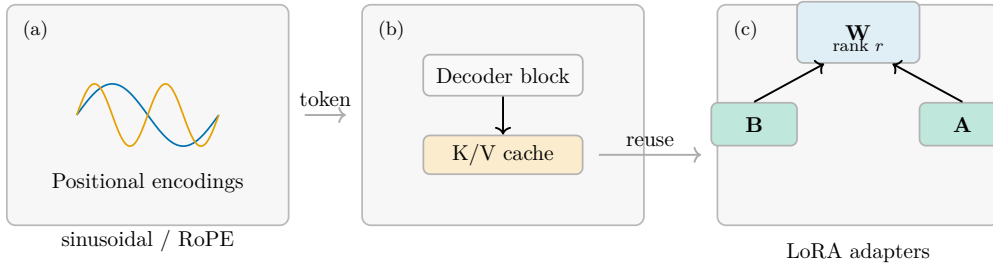 (a)
Positional encodings
sinusoidal / RoPE
token
(b)
Decoder block
K/V cache
reuse
(c)
W
rank r
B
A
LoRA adapters